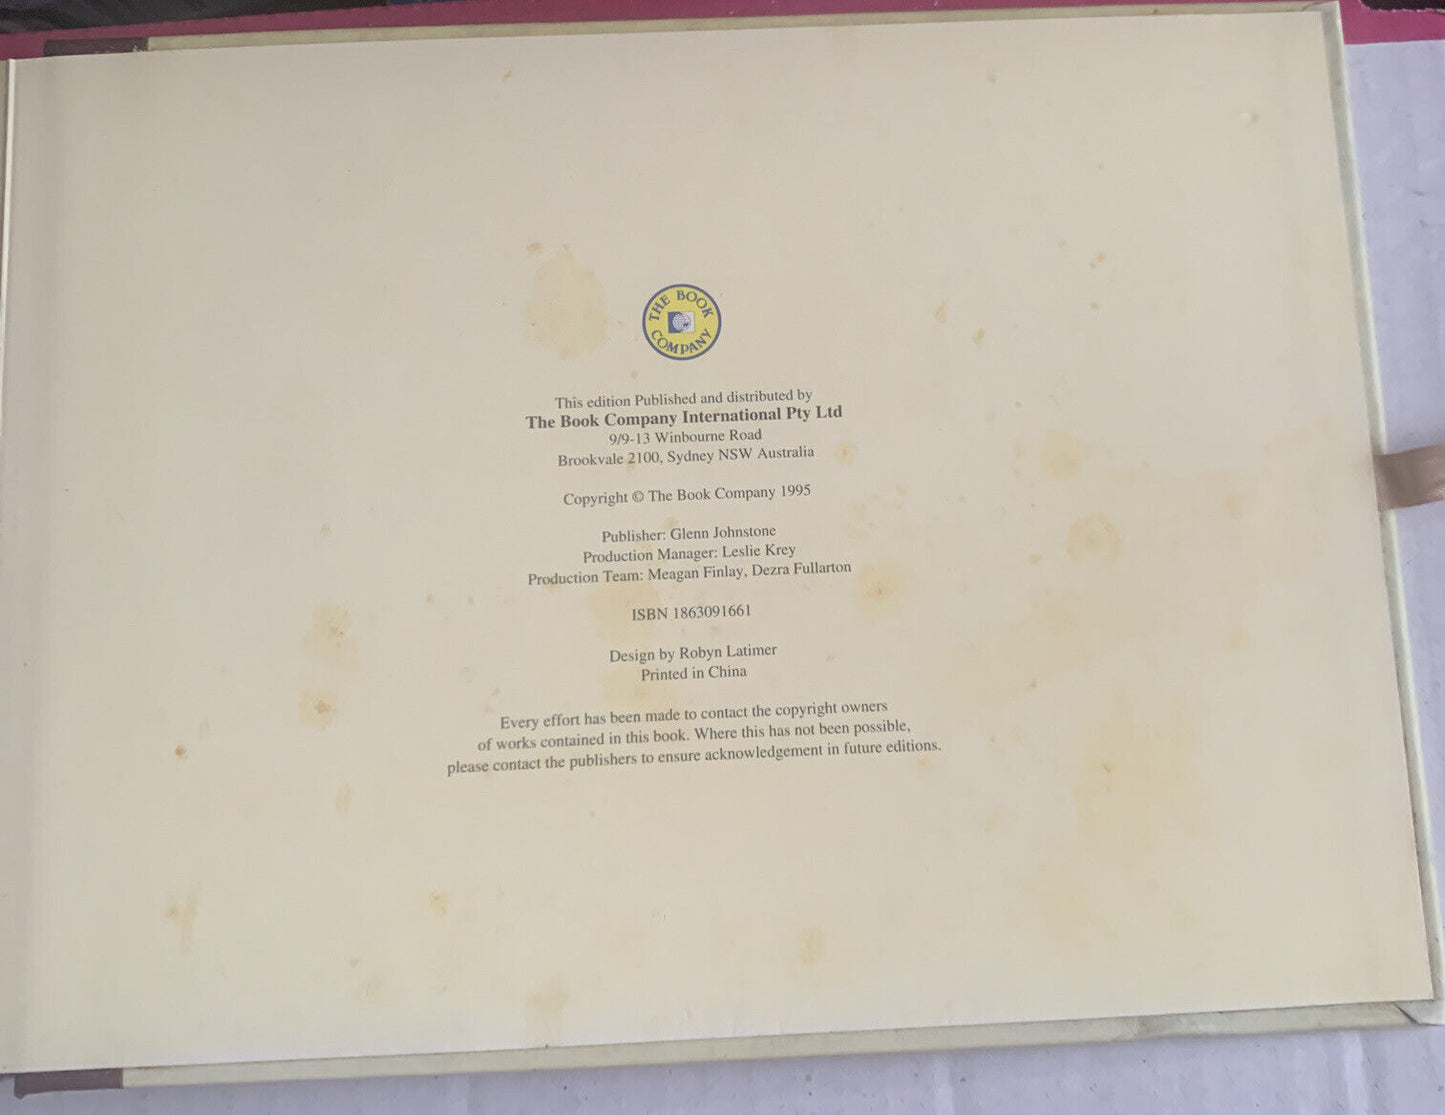 THE BOOK
COMPANY
This edition Published and distributed by
The Book Company International Pty Ltd
9/9-13 Winbourne Road
Brookvale 2100, Sydney NSW Australia
Copyright © The Book Company 1995
Publisher: Glenn Johnstone
Production Manager: Leslie Krey
Production Team: Meagan Finlay, Dezra Fullarton
ISBN 1863091661
Design by Robyn Latimer
Printed in China
Every effort has been made to contact the copyright owners
of works contained in this book. Where this has not been possible,
please contact the publishers to ensure acknowledgement in future editions.